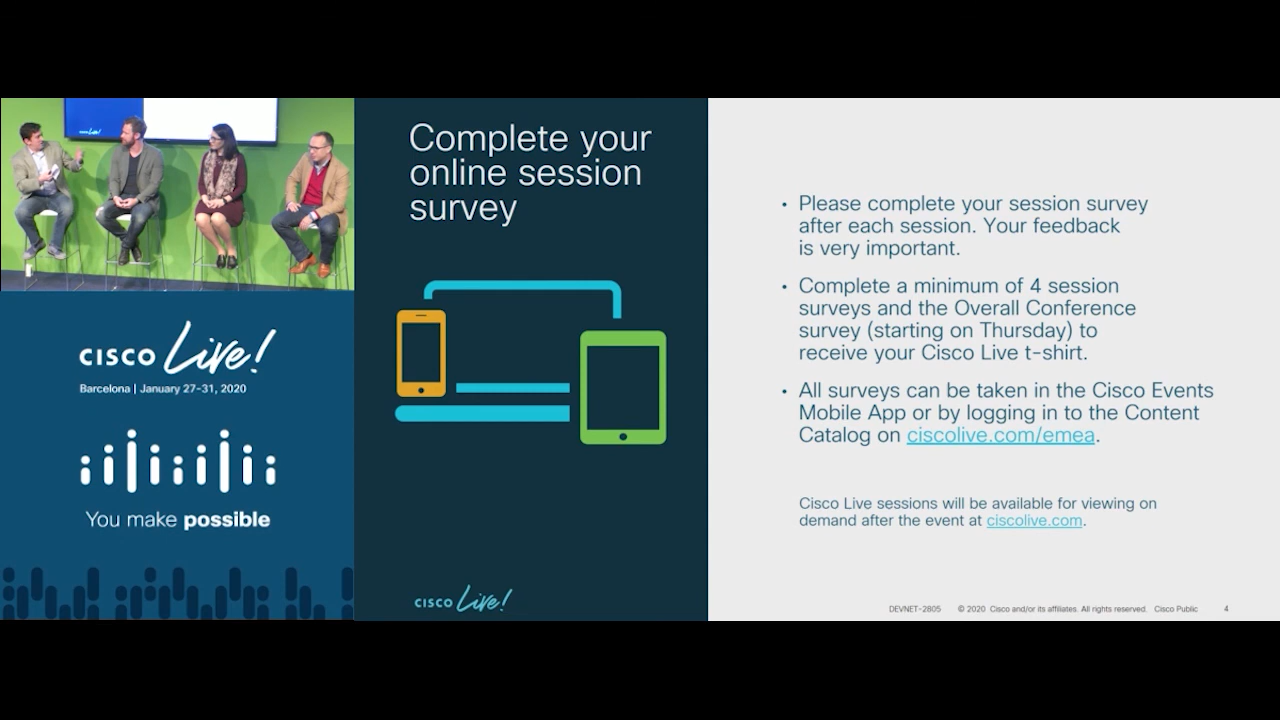 CISCO Live!
CISCO Live!
Barcelona | January 27-31, 2020
You make possible
Complete your
online session
survey
CISCO Live!
• Please complete your session survey
after each session. Your feedback
is very important.
• Complete a minimum of 4 session
surveys and the Overall Conference
survey (starting on Thursday) to
receive your Cisco Live t-shirt.
• All surveys can be taken in the Cisco Events
Mobile App or by logging in to the Content
Catalog on ciscolive.com/emea.
Cisco Live sessions will be available for viewing on
demand after the event at ciscolive.com.
DEVNET-2805 © 2020 Cisco and/or its affiliates. All rights reserved. Cisco Public 4